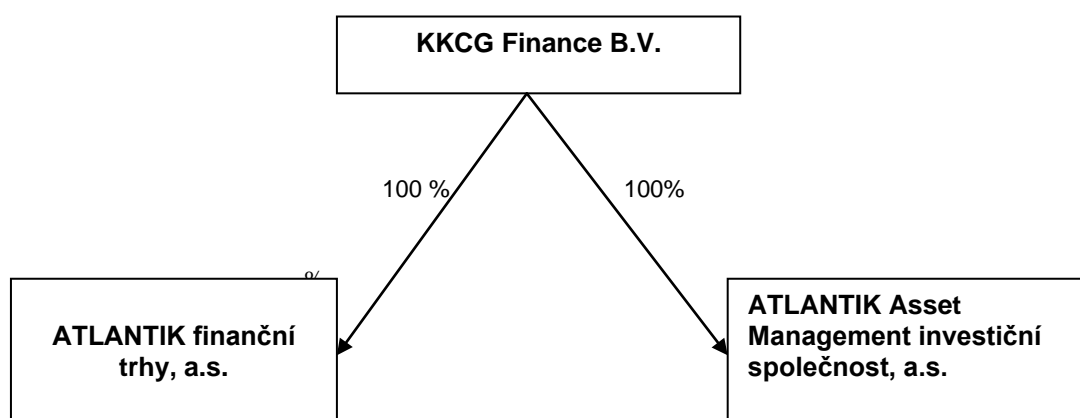 KKCG Finance B.V.
100 %
100%
%
ATLANTIK finanční
trhy, a.s.
ATLANTIK Asset
Management investiční
společnost, a.s.